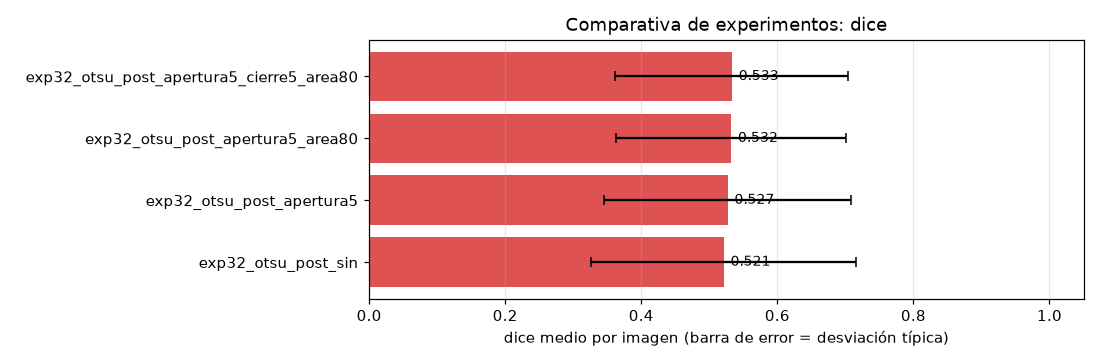 Comparativa de experimentos: dice
exp32_otsu_post_apertura5_cierre5_area80
0.533
exp32_otsu_post_apertura5_area80
0.532
exp32_otsu_post_apertura5
0.527
exp32_otsu_post_sin
0.521
0.0 0.2 0.4 0.6 0.8 1.0
dice medio por imagen (barra de error = desviación típica)